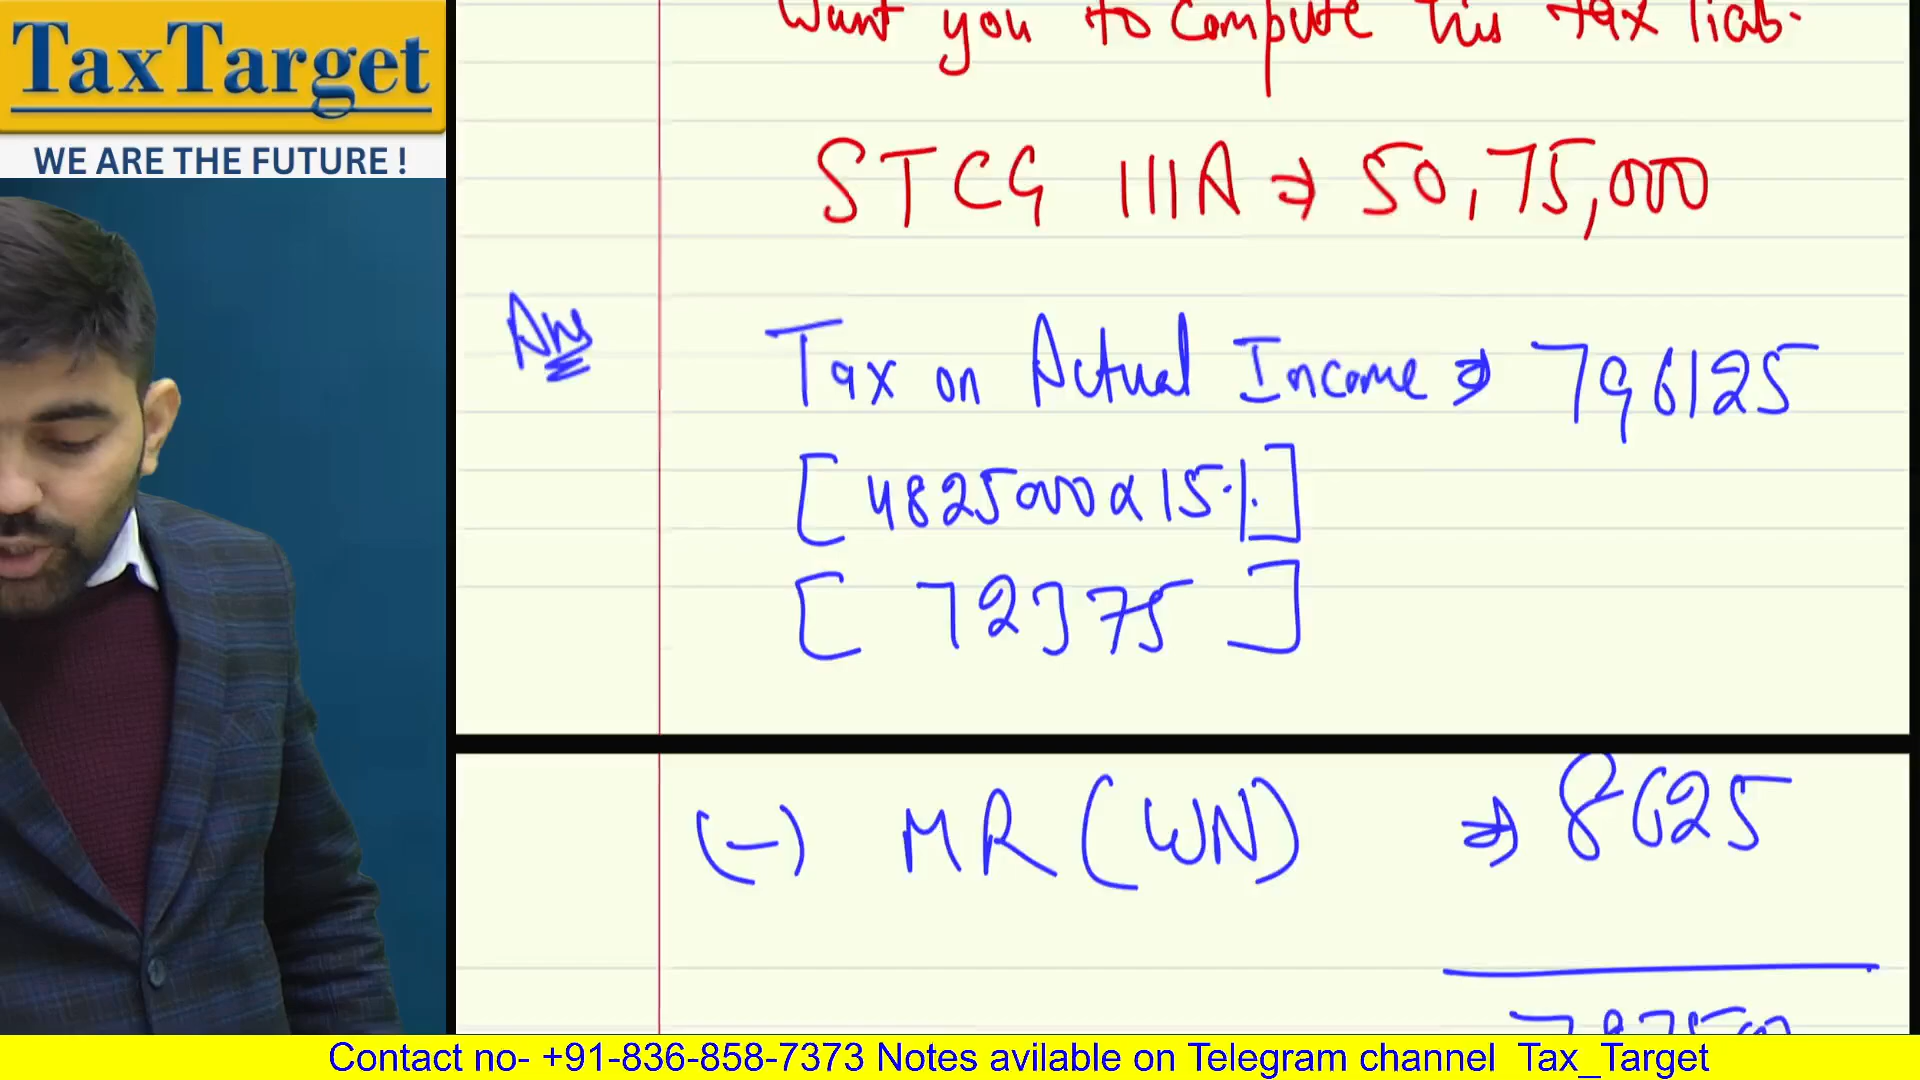 TaxTarget
WE ARE THE FUTURE !
Want you to compute his tax liab.
STCG 111A ⇒ 50,75,000
Ans
Tax on Actual Income ⇒ 796125
[ 4825000 x 15% ]
[ 72375 ]
(-) MR (WN) ⇒ 8625
787500
Contact no- +91-836-858-7373 Notes avilable on Telegram channel Tax_Target